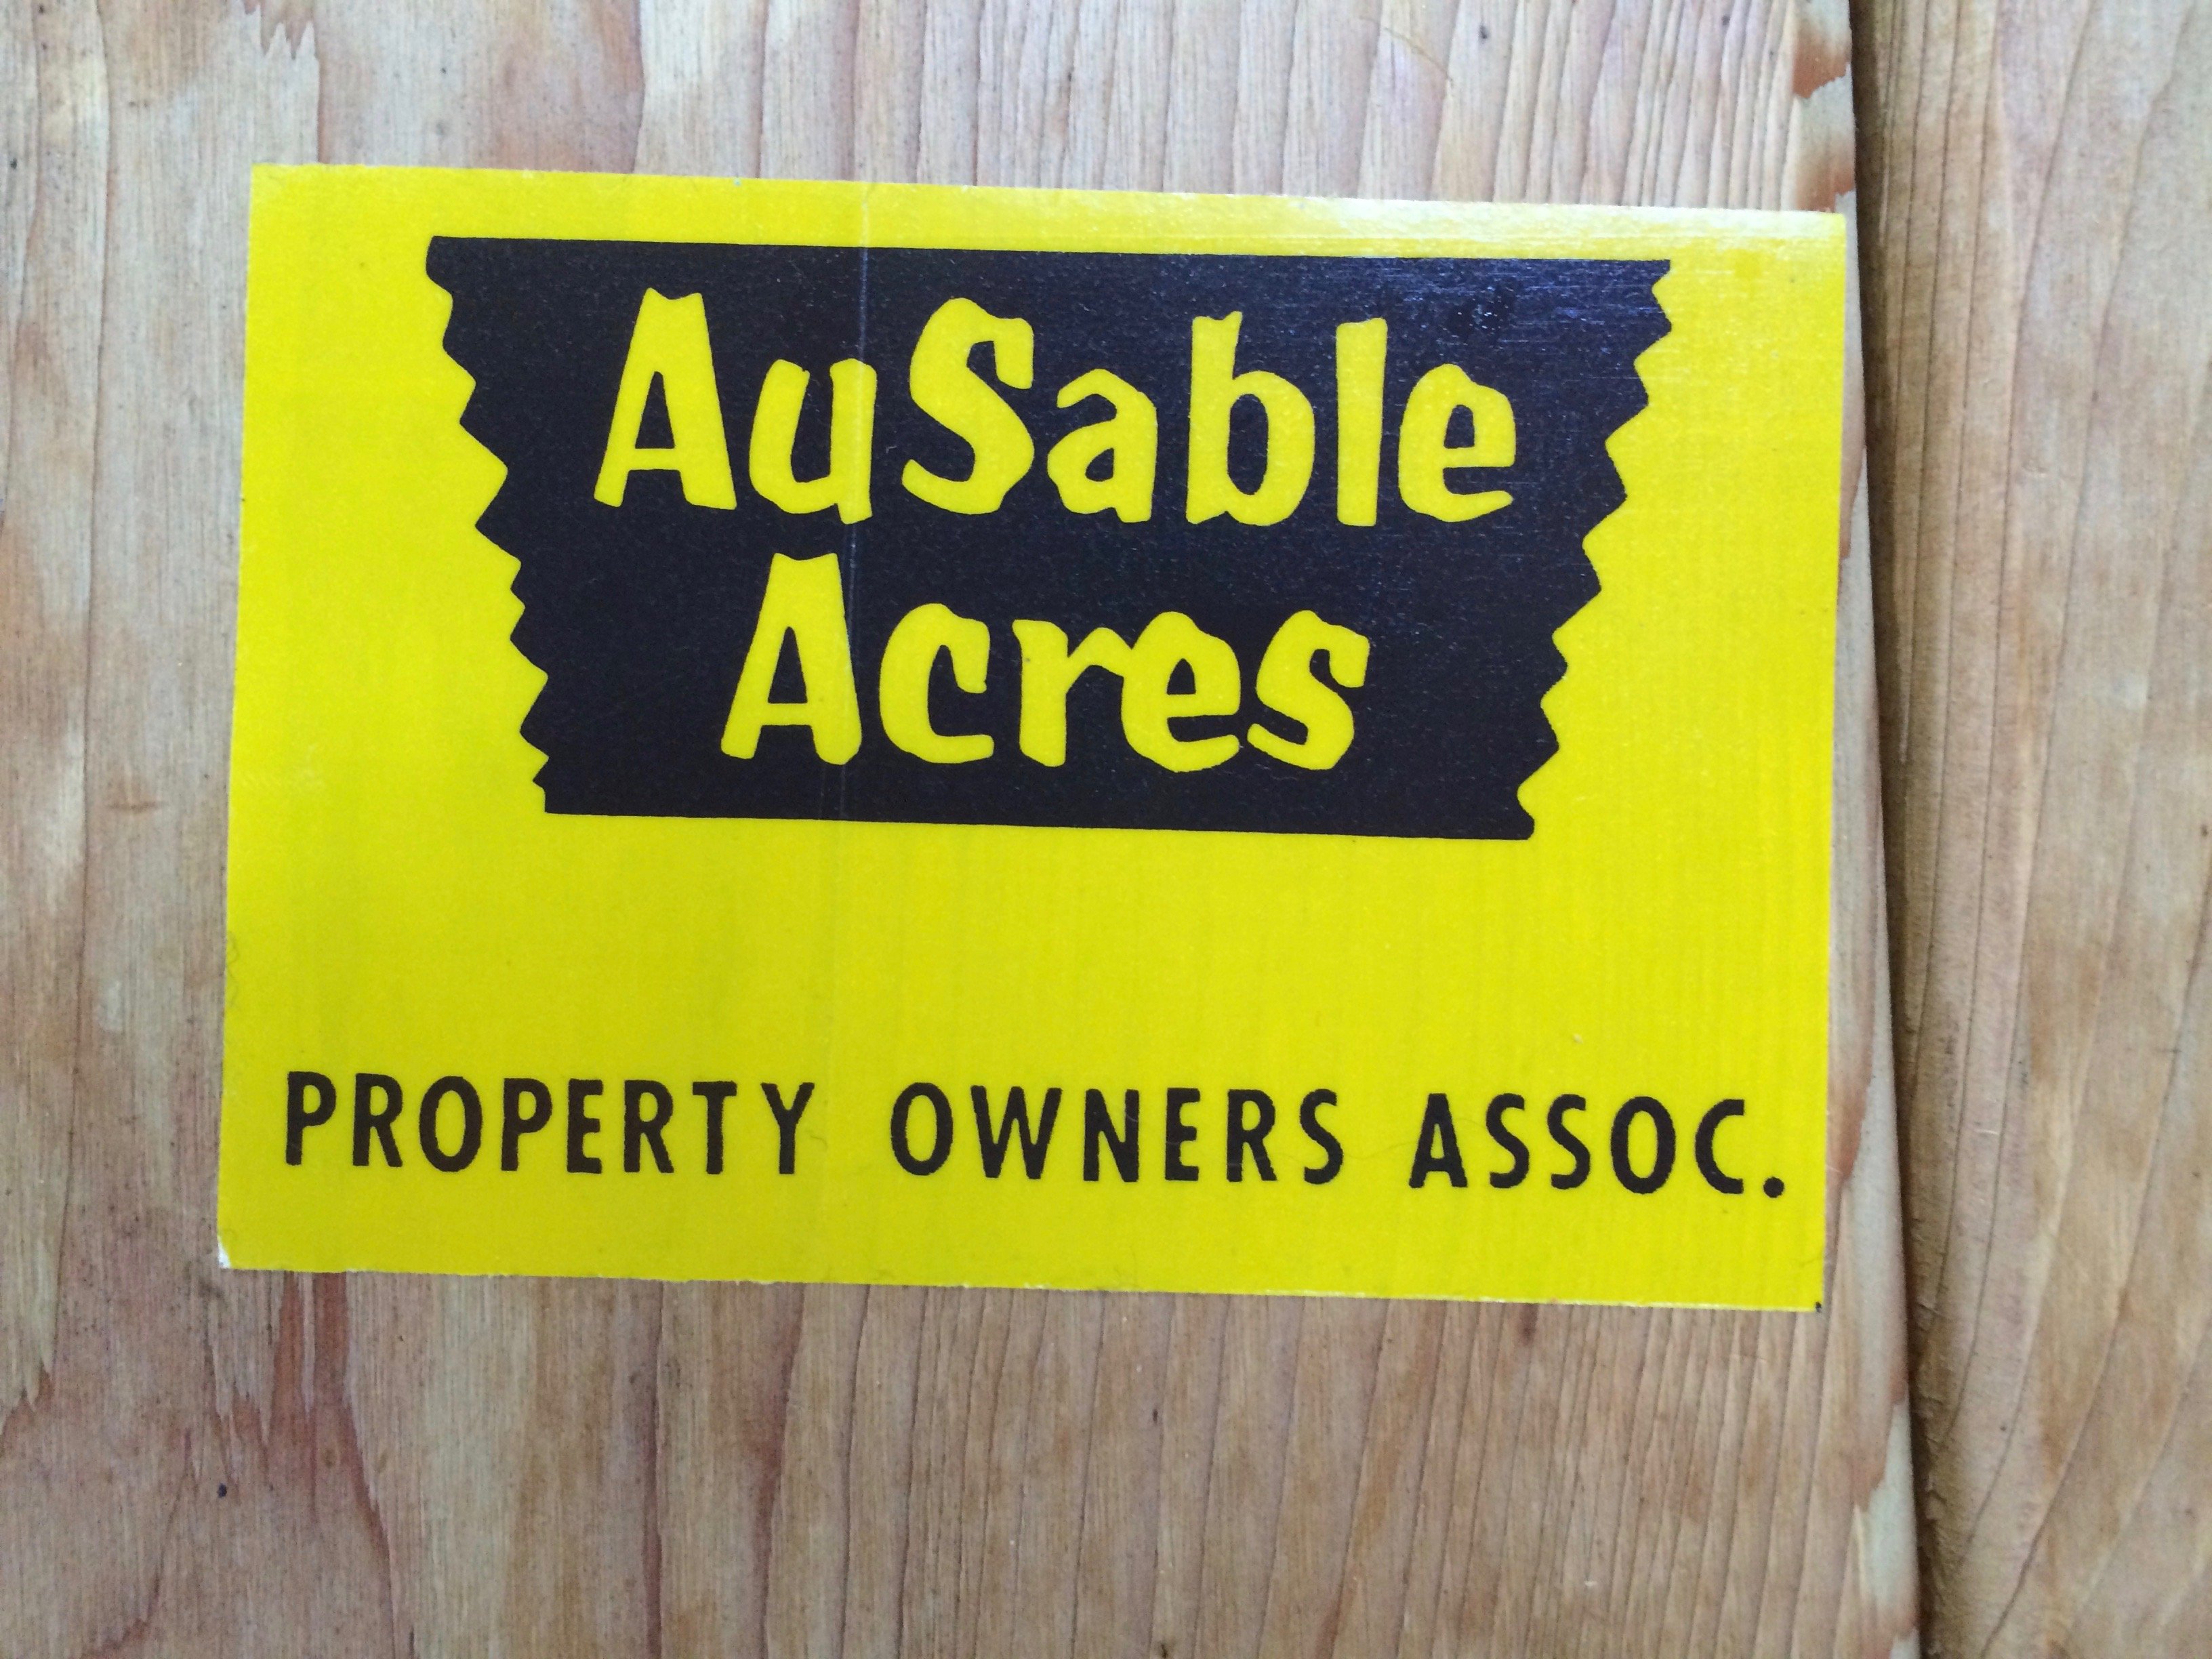 AuSable
Acres
PROPERTY OWNERS ASSOC.